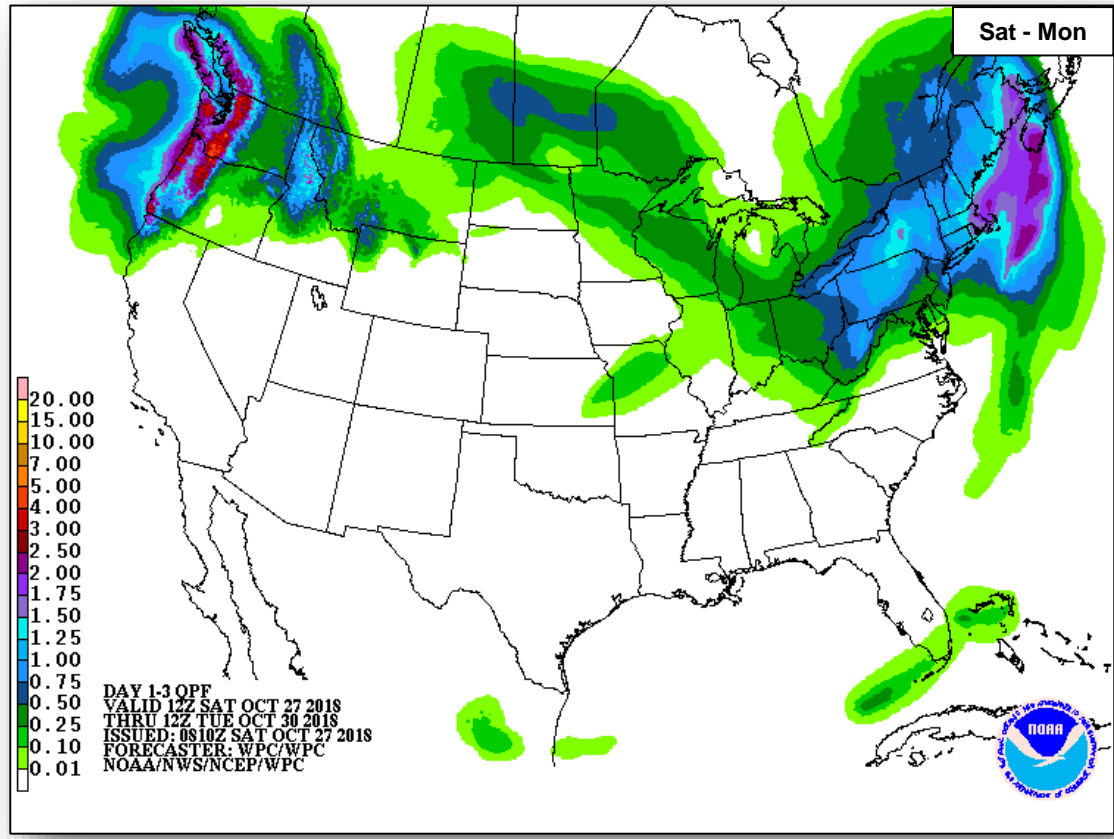 Sat - Mon
20.00
15.00
10.00
7.00
5.00
4.00
3.00
2.50
2.00
1.75
1.50
1.25
1.00
0.75
0.50
0.25
0.10
0.01
DAY 1-3 QPF
VALID 12Z SAT OCT 27 2018
THRU 12Z TUE OCT 30 2018
ISSUED: 0810Z SAT OCT 27 2018
FORECASTER: WPC/WPC
NOAA/NWS/NCEP/WPC
NOAA